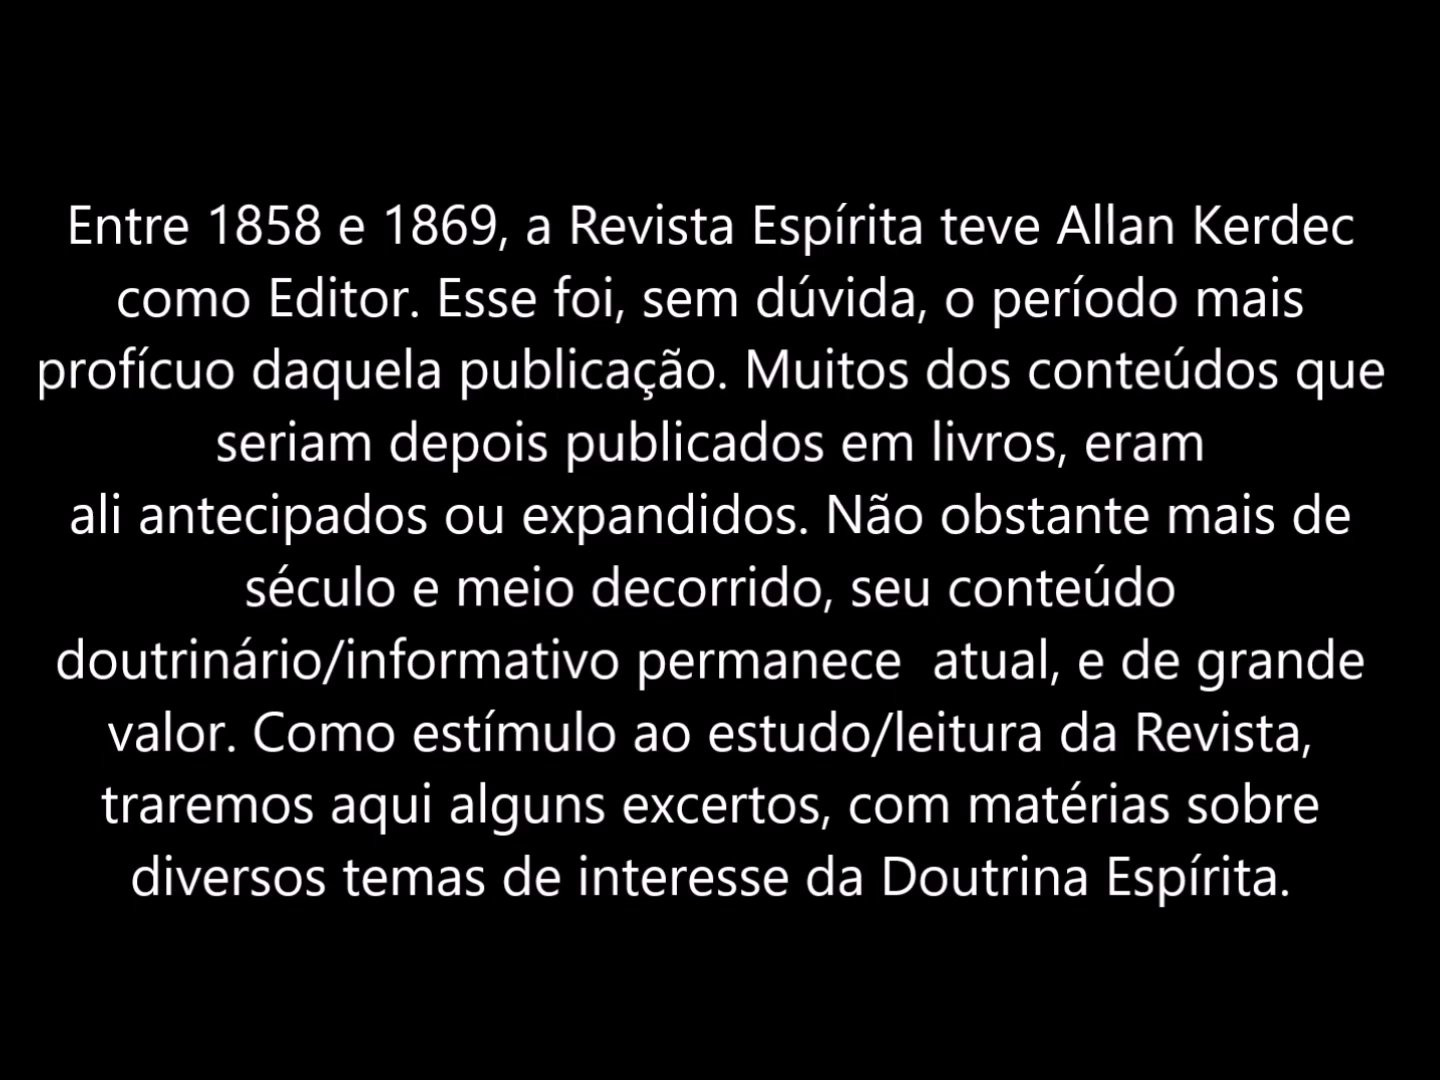 Entre 1858 e 1869, a Revista Espírita teve Allan Kerdec
como Editor. Esse foi, sem dúvida, o período mais
profícuo daquela publicação. Muitos dos conteúdos que
seriam depois publicados em livros, eram
ali antecipados ou expandidos. Não obstante mais de
século e meio decorrido, seu conteúdo
doutrinário/informativo permanece  atual, e de grande
valor. Como estímulo ao estudo/leitura da Revista,
traremos aqui alguns excertos, com matérias sobre
diversos temas de interesse da Doutrina Espírita.